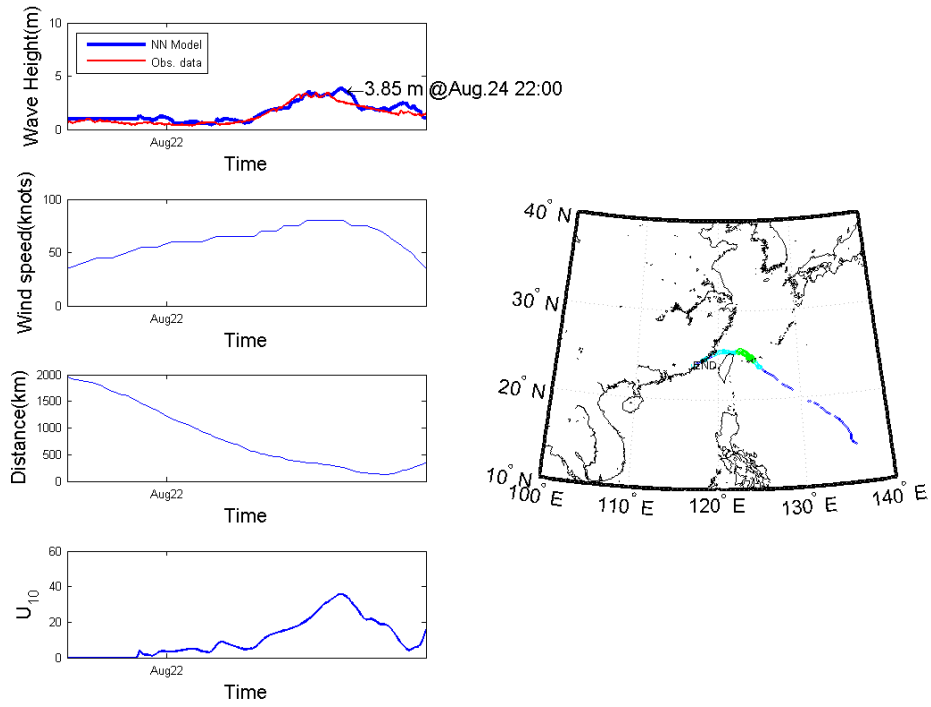 10
5
0
Wave Height(m)
NN Model
Obs. data
←3.85 m @Aug.24 22:00
Aug22
Time
100
50
0
Wind speed(knots)
Aug22
Time
2000
1500
1000
500
0
Distance(km)
Aug22
Time
60
40
20
0
U10
Aug22
Time
40° N
30° N
20° N
10° N
100° E
110° E
120° E
130° E
140° E
END